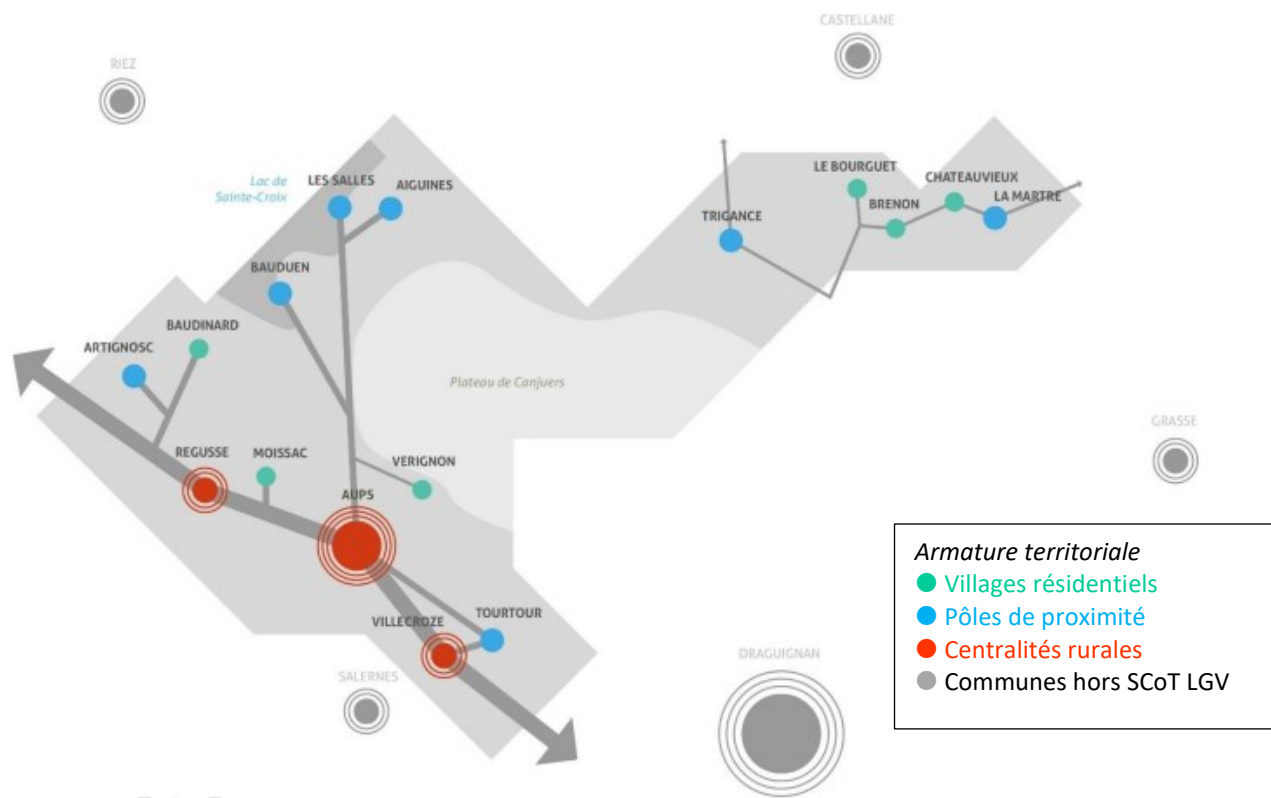 CASTELLANE
RIEZ
Lac de
Sainte-Croix
LES SALLES
AIGUINES
LE BOURGUET
CHATEAUVIEUX
BRENON
LA MARTRE
TRIGANCE
BAUDUEN
BAUDINARD
ARTIGNOSC
Plateau de Canjuers
GRASSE
REGUSSE
MOISSAC
VERIGNON
AUPS
VILLECROZE
TOURTOUR
SALERNES
DRAGUIGNAN
Armature territoriale
Villages résidentiels
Pôles de proximité
Centralités rurales
Communes hors SCoT LGV